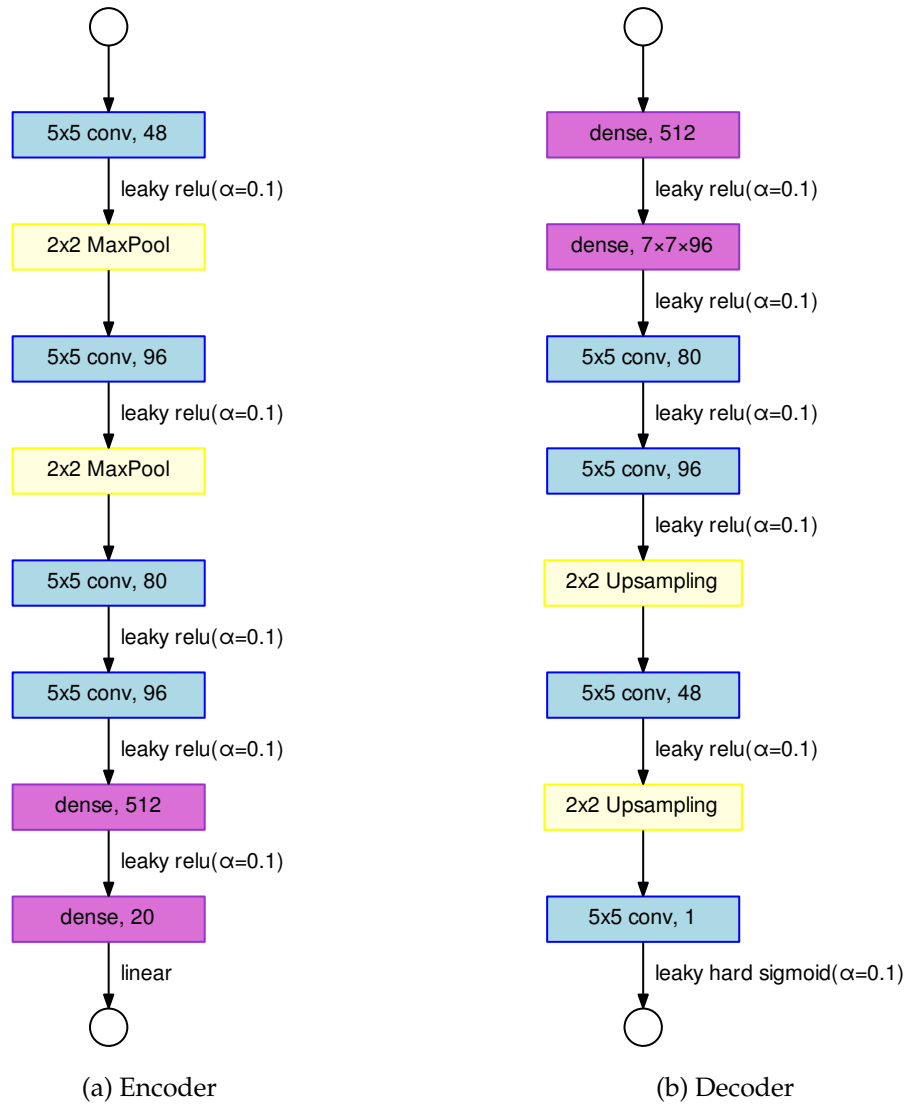 5x5 conv, 48
leaky relu(α=0.1)
2x2 MaxPool
5x5 conv, 96
leaky relu(α=0.1)
2x2 MaxPool
5x5 conv, 80
leaky relu(α=0.1)
5x5 conv, 96
leaky relu(α=0.1)
dense, 512
leaky relu(α=0.1)
dense, 20
linear
(a) Encoder
dense, 512
leaky relu(α=0.1)
dense, 7×7×96
leaky relu(α=0.1)
5x5 conv, 80
leaky relu(α=0.1)
5x5 conv, 96
leaky relu(α=0.1)
2x2 Upsampling
5x5 conv, 48
leaky relu(α=0.1)
2x2 Upsampling
5x5 conv, 1
leaky hard sigmoid(α=0.1)
(b) Decoder